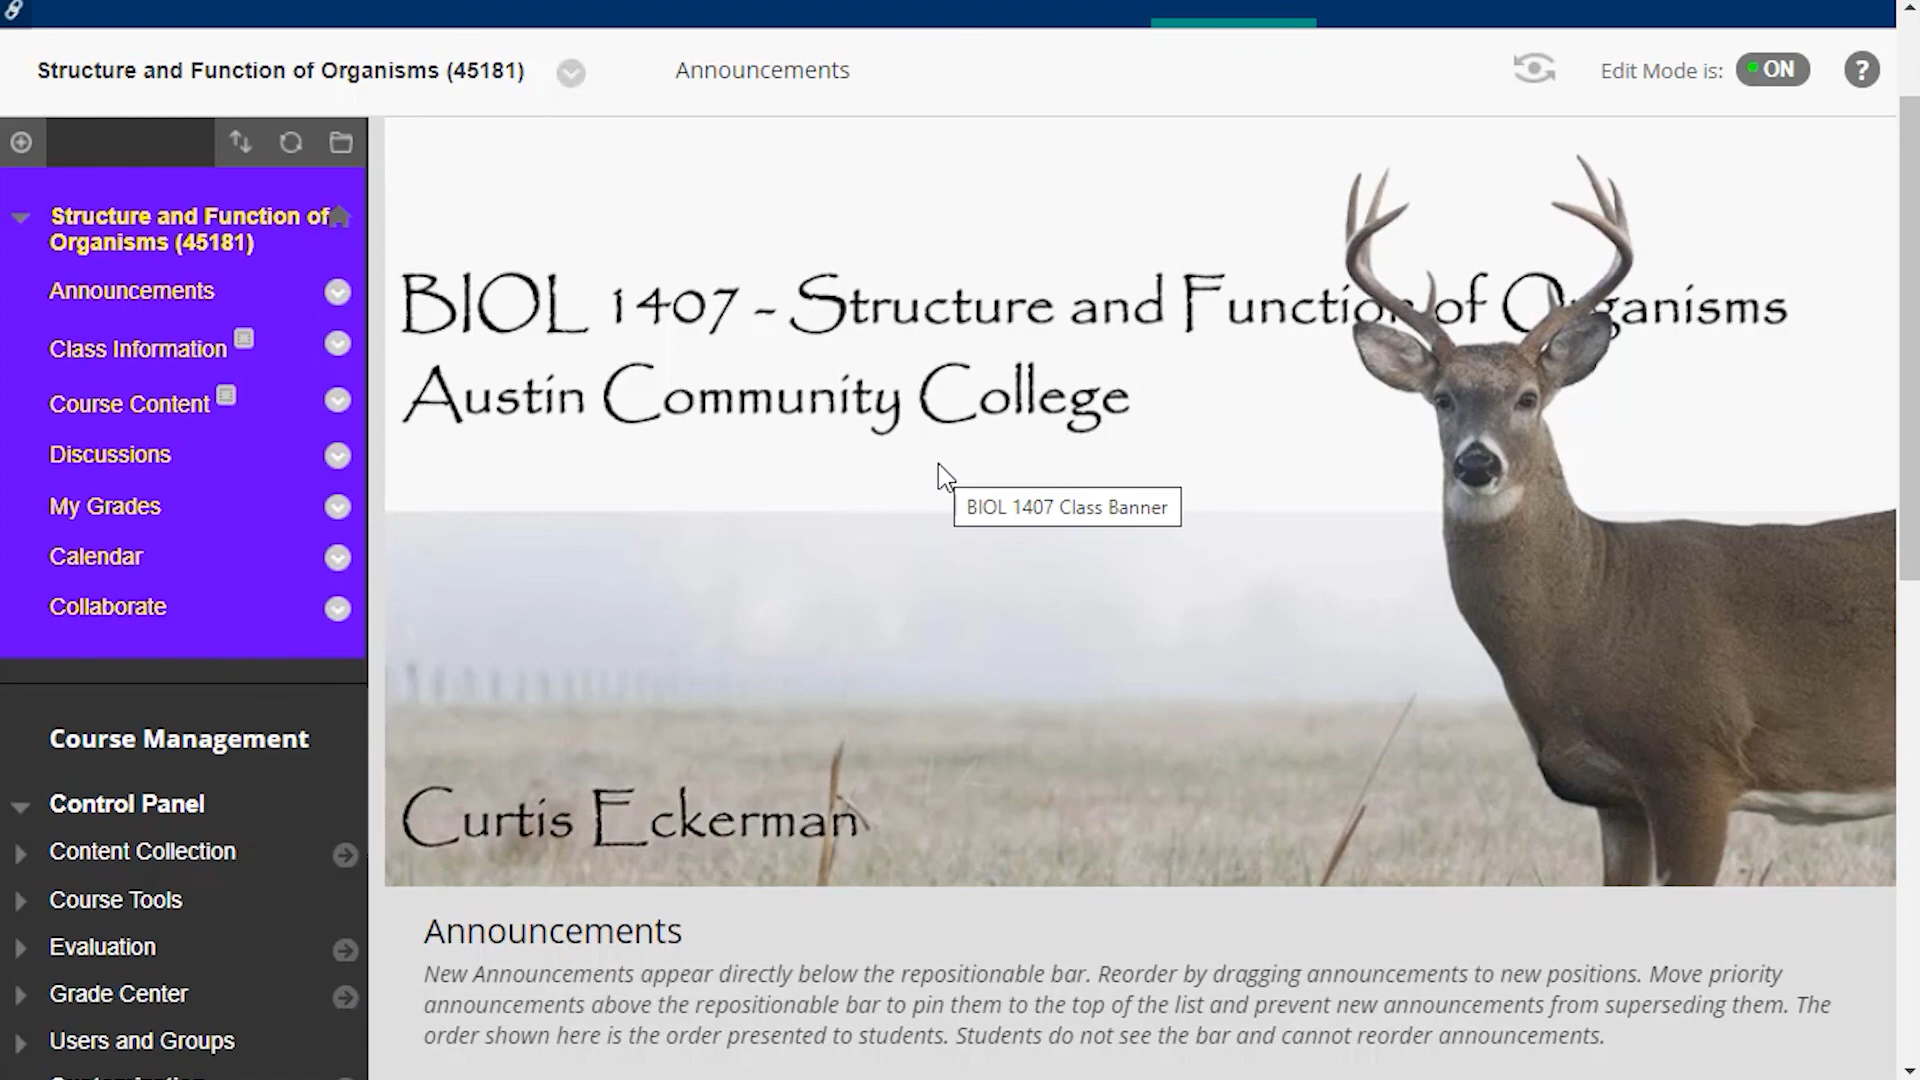 Structure and Function of Organisms (45181)
Announcements
Edit Mode is:
ON
?
Structure and Function of
Organisms (45181)
Announcements
Class Information
Course Content
Discussions
My Grades
Calendar
Collaborate
Course Management
Control Panel
Content Collection
Course Tools
Evaluation
Grade Center
Users and Groups
BIOL 1407 - Structure and Function of Organisms
Austin Community College
BIOL 1407 Class Banner
Curtis Eckerman
Announcements
New Announcements appear directly below the repositionable bar. Reorder by dragging announcements to new positions. Move priority
announcements above the repositionable bar to pin them to the top of the list and prevent new announcements from superseding them. The
order shown here is the order presented to students. Students do not see the bar and cannot reorder announcements.